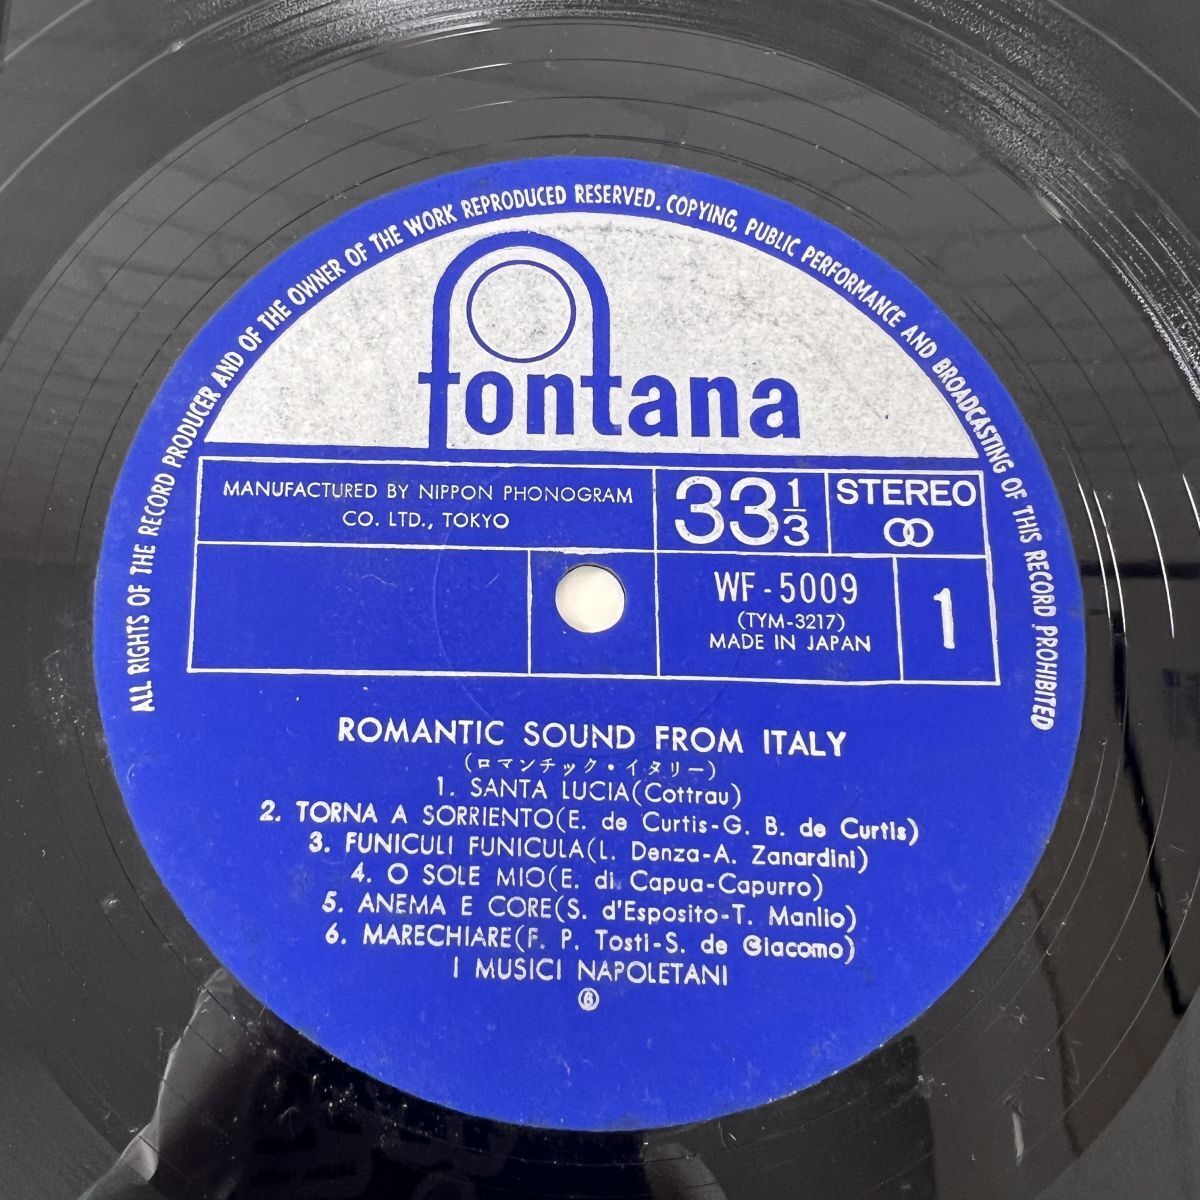 ALL RIGHTS OF THE RECORD PRODUCER AND OF THE OWNER OF THE WORK REPRODUCED RESERVED. COPYING, PUBLIC PERFORMANCE AND BROADCASTING OF THIS RECORD PROHIBITED
fontana
MANUFACTURED BY NIPPON PHONOGRAM
CO. LTD., TOKYO
33 1/3
STEREO
WF-5009
(TYM-3217)
MADE IN JAPAN
1
ROMANTIC SOUND FROM ITALY
(ロマンチック・イタリー)
1. SANTA LUCIA(Cottrau)
2. TORNA A SORRIENTO(E. de Curtis-G. B. de Curtis)
3. FUNICULI FUNICULA(L. Denza-A. Zanardini)
4. O SOLE MIO(E. di Capua-Capurro)
5. ANEMA E CORE(S. d'Esposito-T. Manlio)
6. MARECHIARE(F. P. Tosti-S. de Giacomo)
I MUSICI NAPOLETANI